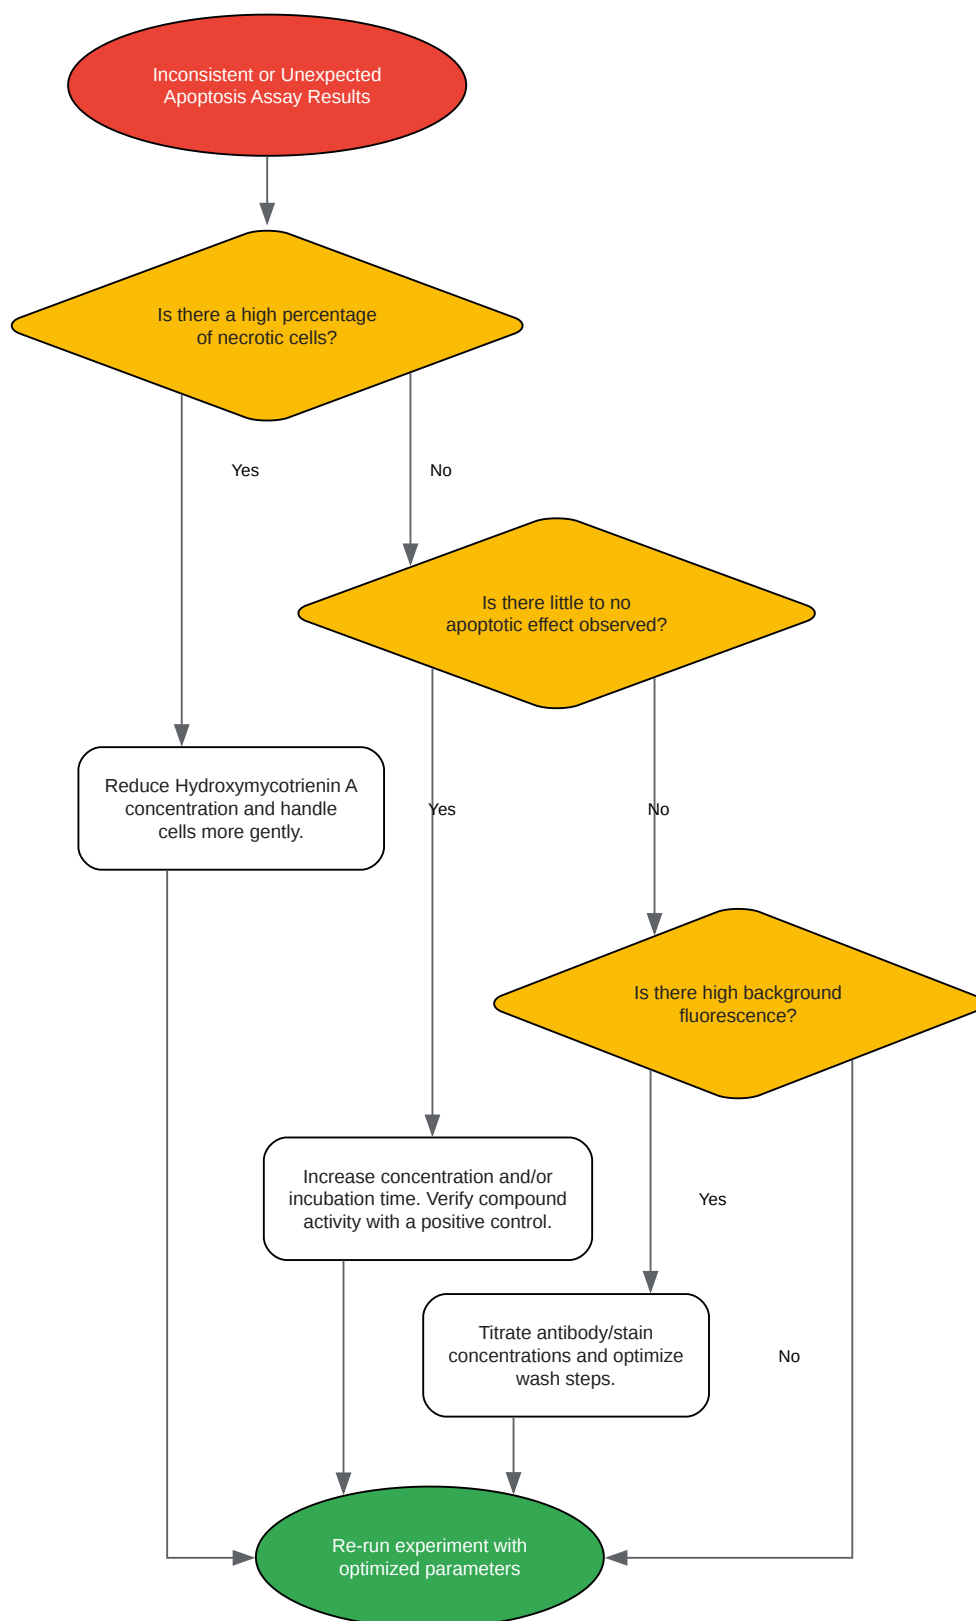 Inconsistent or Unexpected
Apoptosis Assay Results
Is there a high percentage
of necrotic cells?
Yes
No
Is there little to no
apoptotic effect observed?
Reduce Hydroxymycotrienin A
concentration and handle
cells more gently.
Yes
No
Is there high background
fluorescence?
Increase concentration and/or
incubation time. Verify compound
activity with a positive control.
Yes
Titrate antibody/stain
concentrations and optimize
wash steps.
No
Re-run experiment with
optimized parameters